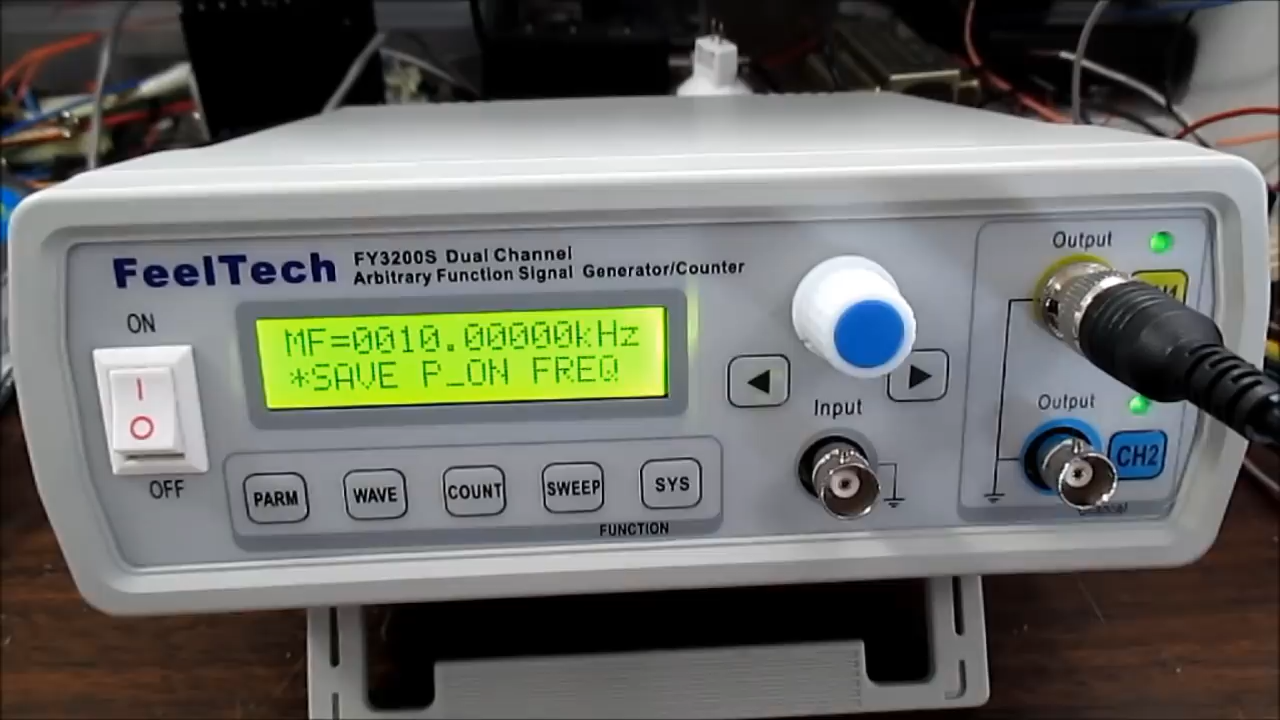 FeelTech
FY3200S Dual Channel
Arbitrary Function Signal Generator/Counter
ON
OFF
MF=0010.00000kHz
*SAVE P_ON FREQ
PARM
WAVE
COUNT
SWEEP
SYS
FUNCTION
Input
Output
Output
CH2